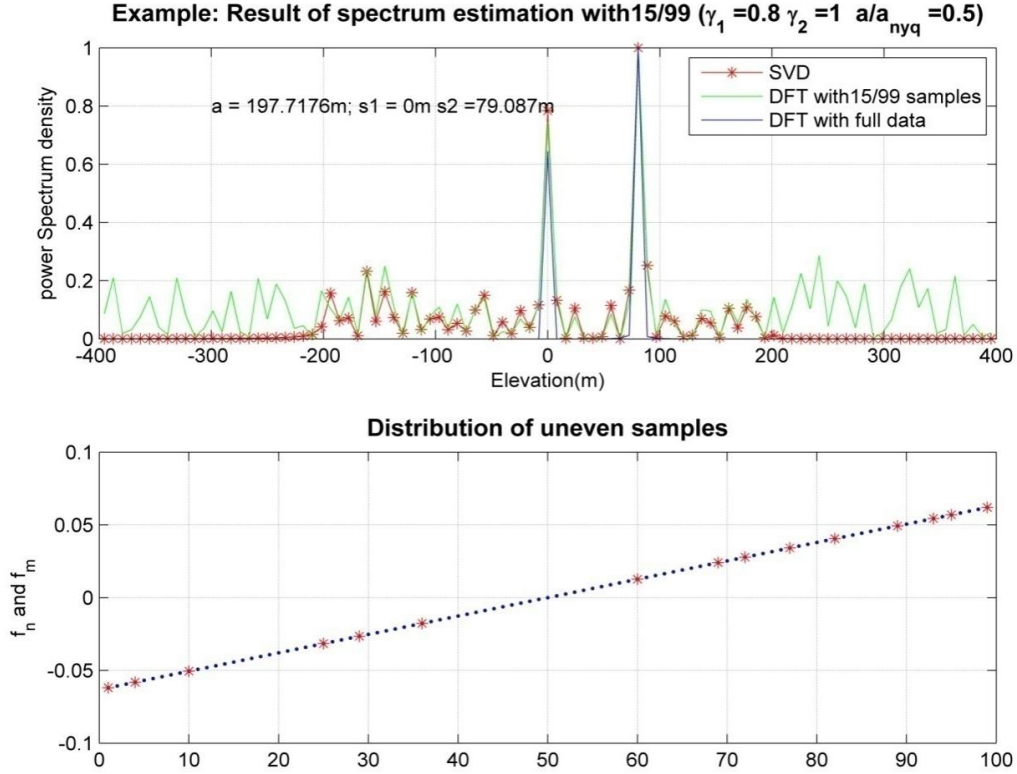 Example: Result of spectrum estimation with15/99 (γ1 =0.8 γ2 =1 a/anyq =0.5)
1
0.8
0.6
0.4
0.2
0
power Spectrum density
a = 197.7176m; s1 = 0m s2 =79.087m
SVD
DFT with15/99 samples
DFT with full data
-400 -300 -200 -100 0 100 200 300 400
Elevation(m)
Distribution of uneven samples
0.1
0.05
0
-0.05
-0.1
fn and fm
0 10 20 30 40 50 60 70 80 90 100